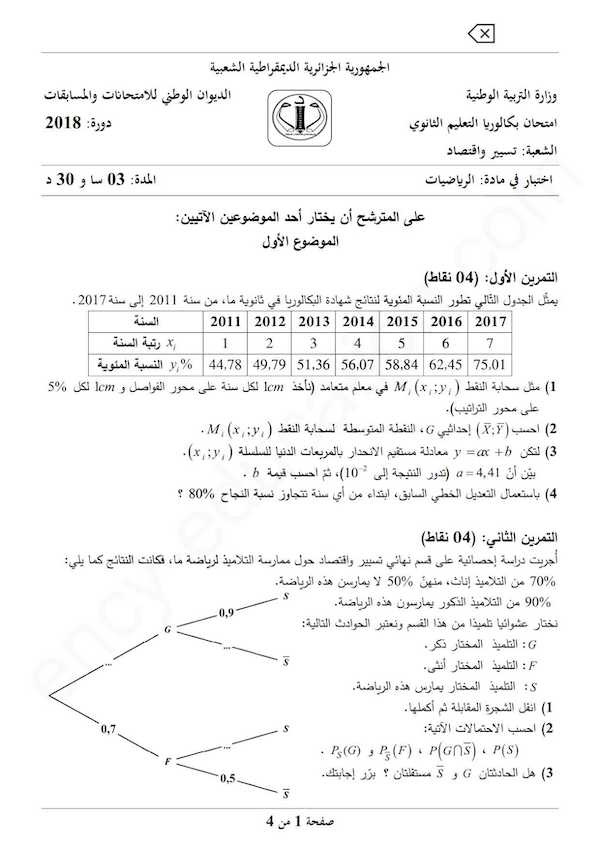 الجمهورية الجزائرية الديمقراطية الشعبية
وزارة التربية الوطنية
الديوان الوطني للامتحانات والمسابقات
امتحان بكالوريا التعليم الثانوي
دورة: 2018
الشعبة: تسيير واقتصاد
اختبار في مادة: الرياضيات
المدة: 03 سا و 30 د
على المترشح أن يختار أحد الموضوعين الآتيين:
الموضوع الأول
التمرين الأول: (04 نقاط)
يمثّل الجدول التّالي تطور النسبة المئوية لنتائج شهادة البكالوريا في ثانوية ما، من سنة 2011 إلى سنة 2017.
السنة 2011 2012 2013 2014 2015 2016 2017
رتبة السنة x_i 1 2 3 4 5 6 7
النسبة المئوية y_i% 44,78 49,79 51,36 56,07 58,84 62,45 75,01
1) مثل سحابة النقط M_i(x_i ; y_i) في معلم متعامد (نأخذ 1cm لكل سنة على محور الفواصل و 1cm لكل 5%
على محور التراتيب).
2) احسب (X̄;Ȳ) إحداثيي G، النقطة المتوسطة لسحابة النقط M_i(x_i ; y_i).
3) لتكن y = ax + b معادلة مستقيم الانحدار بالمربعات الدنيا للسلسلة (x_i ; y_i).
بيّن أنّ a = 4,41 (تدور النتيجة إلى 10⁻²)، ثمّ احسب قيمة b .
4) باستعمال التعديل الخطي السابق، ابتداء من أي سنة تتجاوز نسبة النجاح 80% ؟
التمرين الثاني: (04 نقاط)
أُجريت دراسة إحصائية على قسم نهائي تسيير واقتصاد حول ممارسة التلاميذ لرياضة ما، فكانت النتائج كما يلي:
70% من التلاميذ إناث، منهنّ 50% لا يمارسن هذه الرياضة.
90% من التلاميذ الذكور يمارسون هذه الرياضة.
نختار عشوائيا تلميذا من هذا القسم ونعتبر الحوادث التالية:
G: التلميذ المختار ذكر.
F: التلميذ المختار أنثى.
S: التلميذ المختار يمارس هذه الرياضة.
1) انقل الشجرة المقابلة ثم أكملها.
2) احسب الاحتمالات الآتية:
P(S) ، P(G∩S̄) ، P_S̄(F) و P_S(G) .
3) هل الحادثتان G و S̄ مستقلتان ؟ برّر إجابتك.
0,9
S
G
...
S̄
...
0,7
S
...
F
0,5
S̄
صفحة 1 من 4